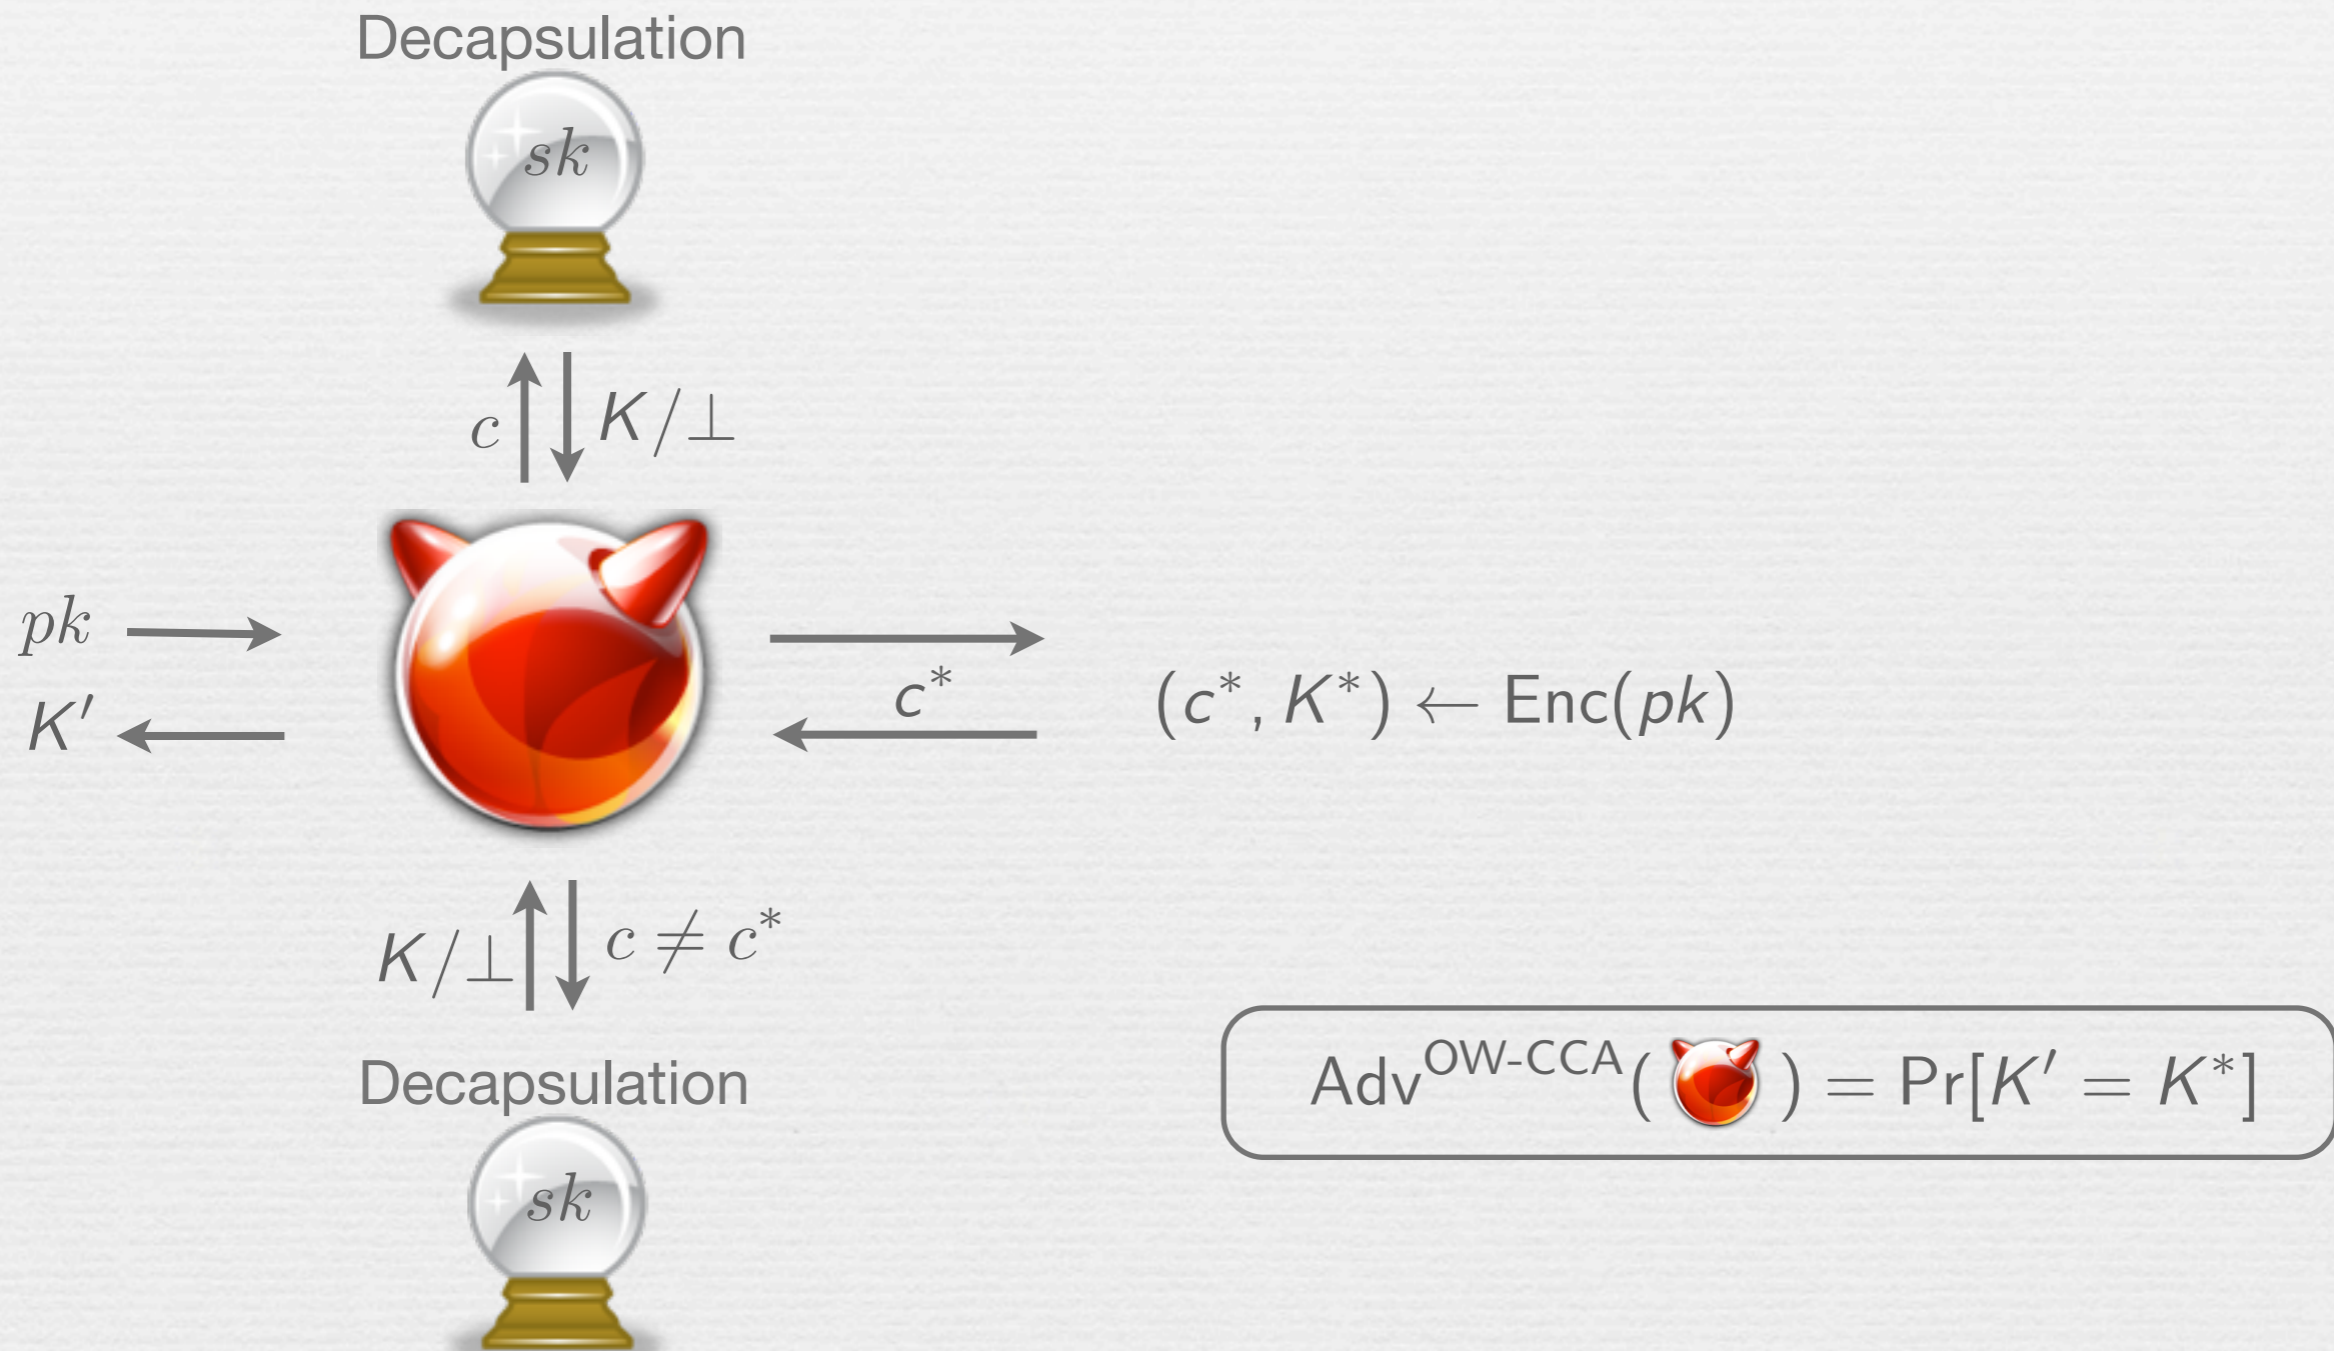 Decapsulation
sk
c K/⊥
pk
K′
c*
(c*, K*) ← Enc(pk)
K/⊥ c ≠ c*
Decapsulation
sk
Adv^OW-CCA( ) = Pr[K′ = K*]